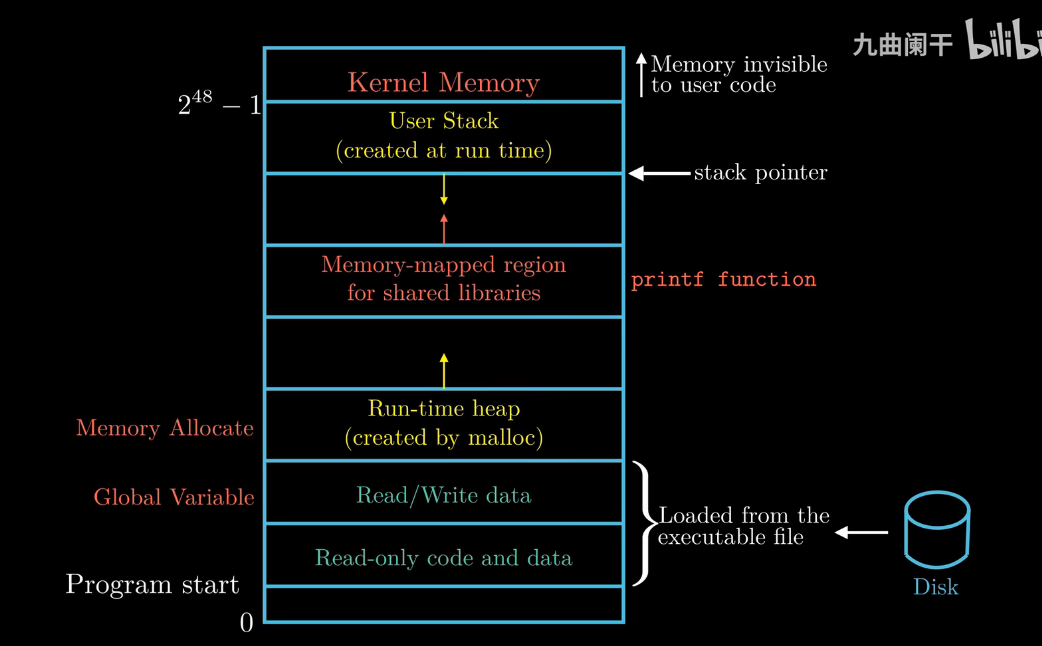 九曲阑干 bilibi
Kernel Memory
Memory invisible
to user code
2^48 − 1
User Stack
(created at run time)
stack pointer
Memory-mapped region
for shared libraries
printf function
Run-time heap
(created by malloc)
Memory Allocate
Read/Write data
Global Variable
Loaded from the
executable file
Read-only code and data
Disk
Program start
0